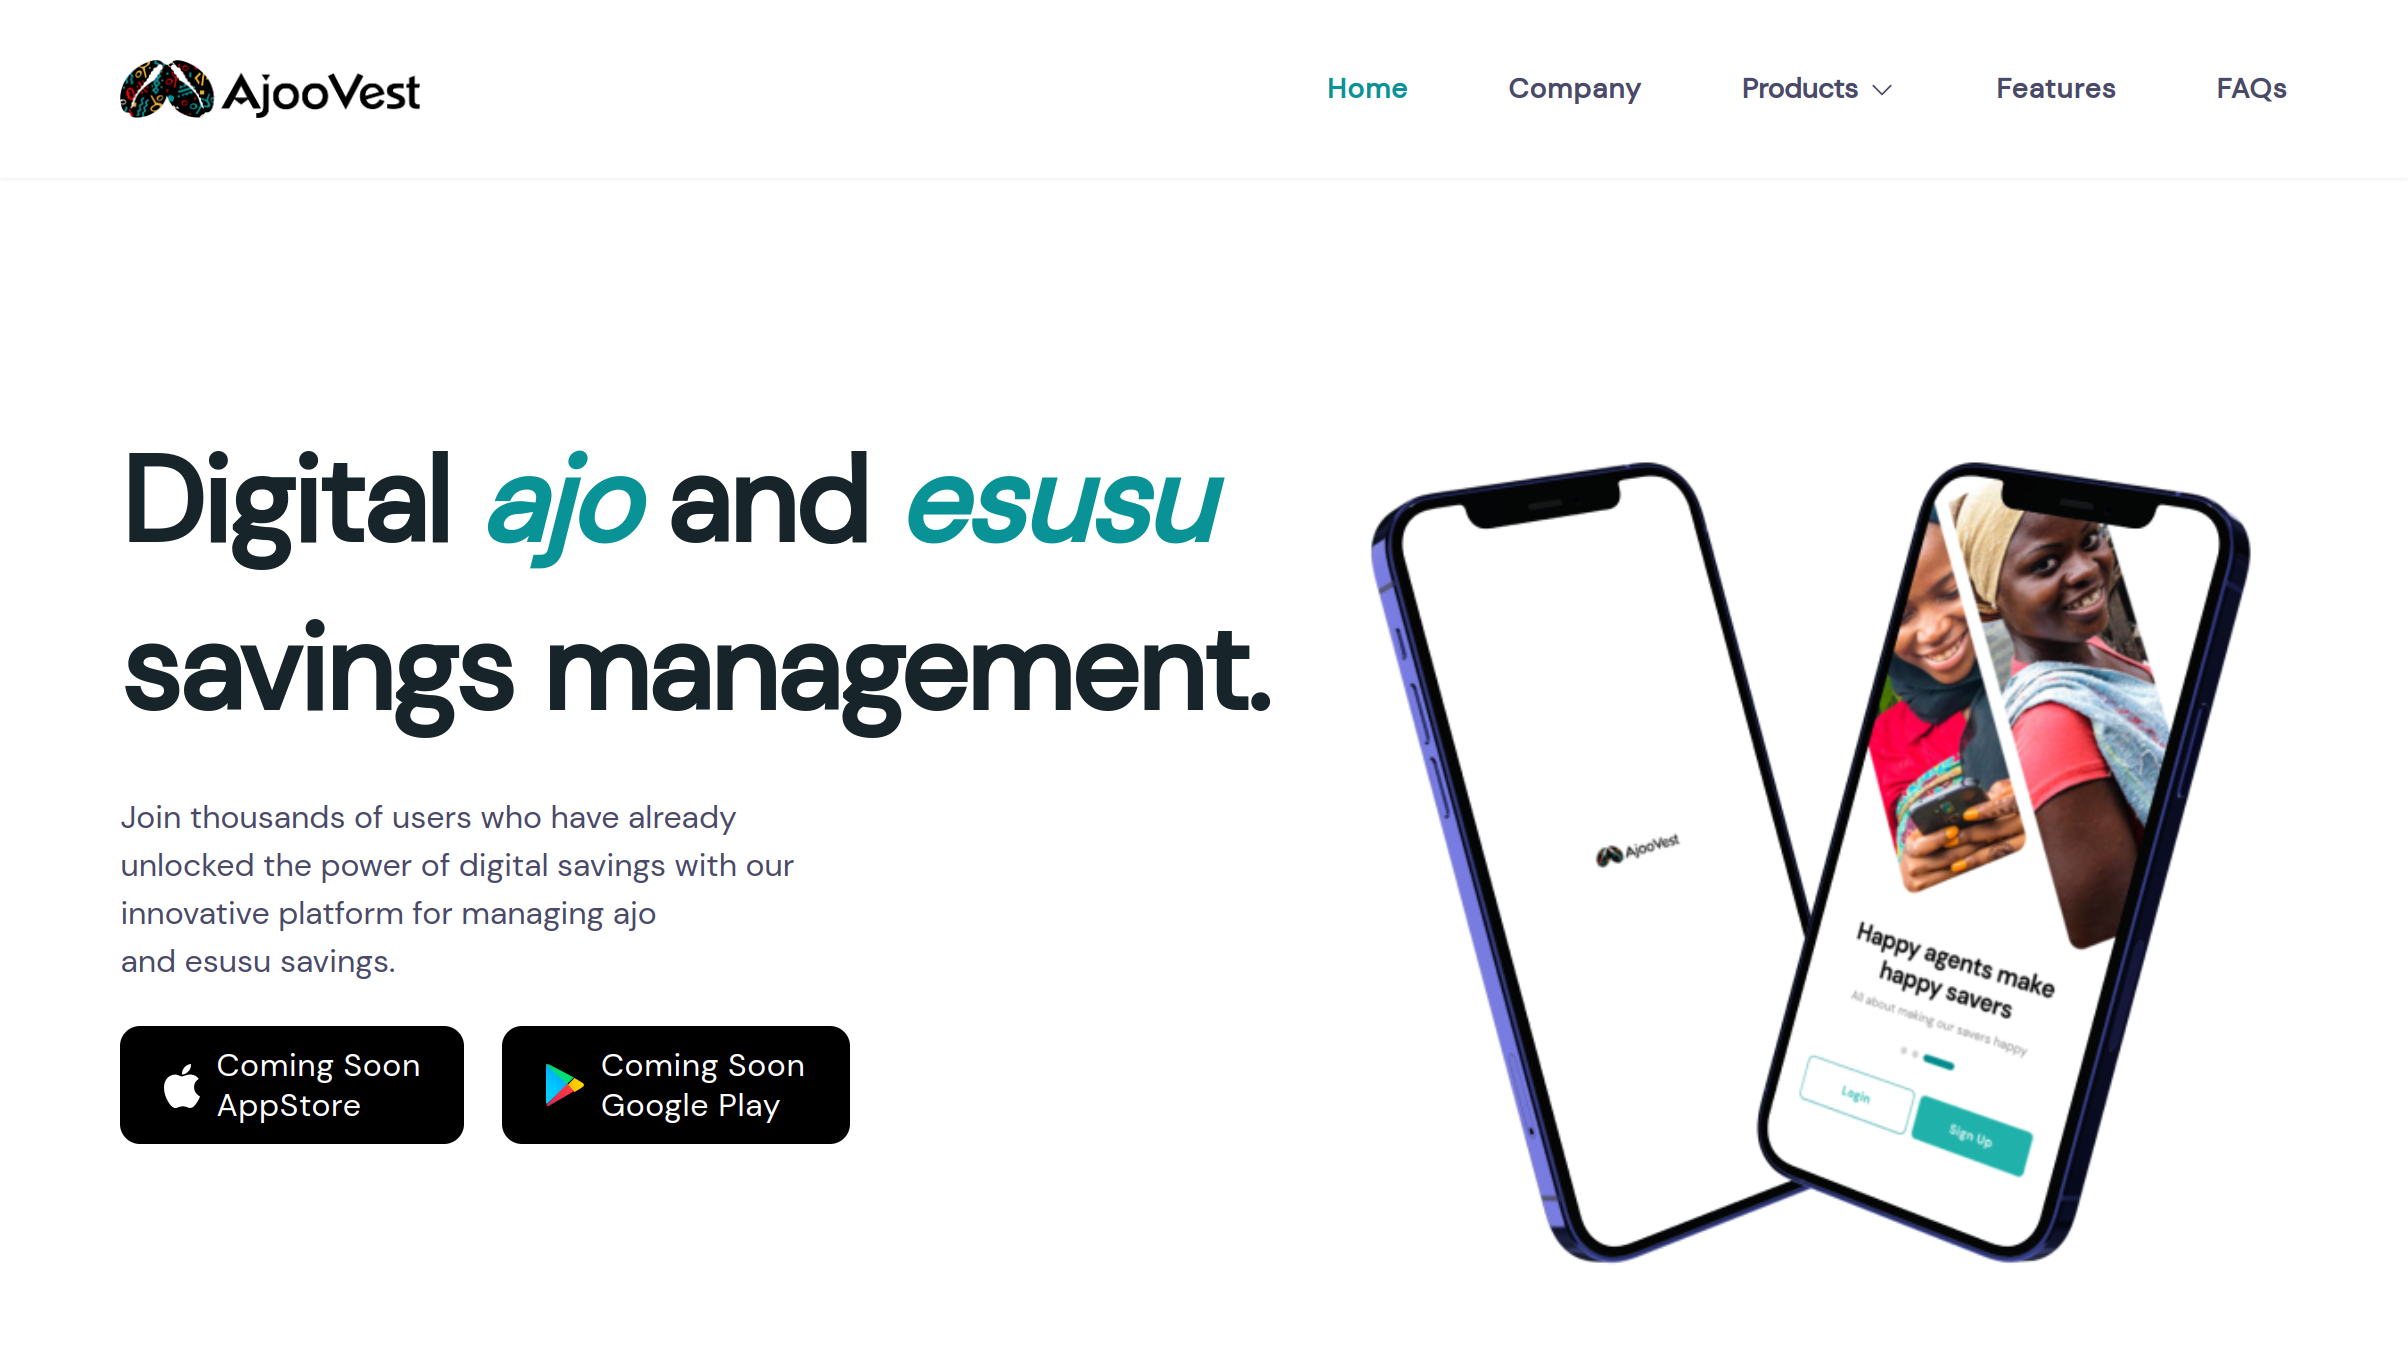 AjooVest
Home
Company
Products
Features
FAQs
Digital ajo and esusu
savings management.
Join thousands of users who have already
unlocked the power of digital savings with our
innovative platform for managing ajo
and esusu savings.
Coming Soon
AppStore
Coming Soon
Google Play
AjooVest
Happy agents make
happy savers
All about making our savers happy
Login
Sign Up